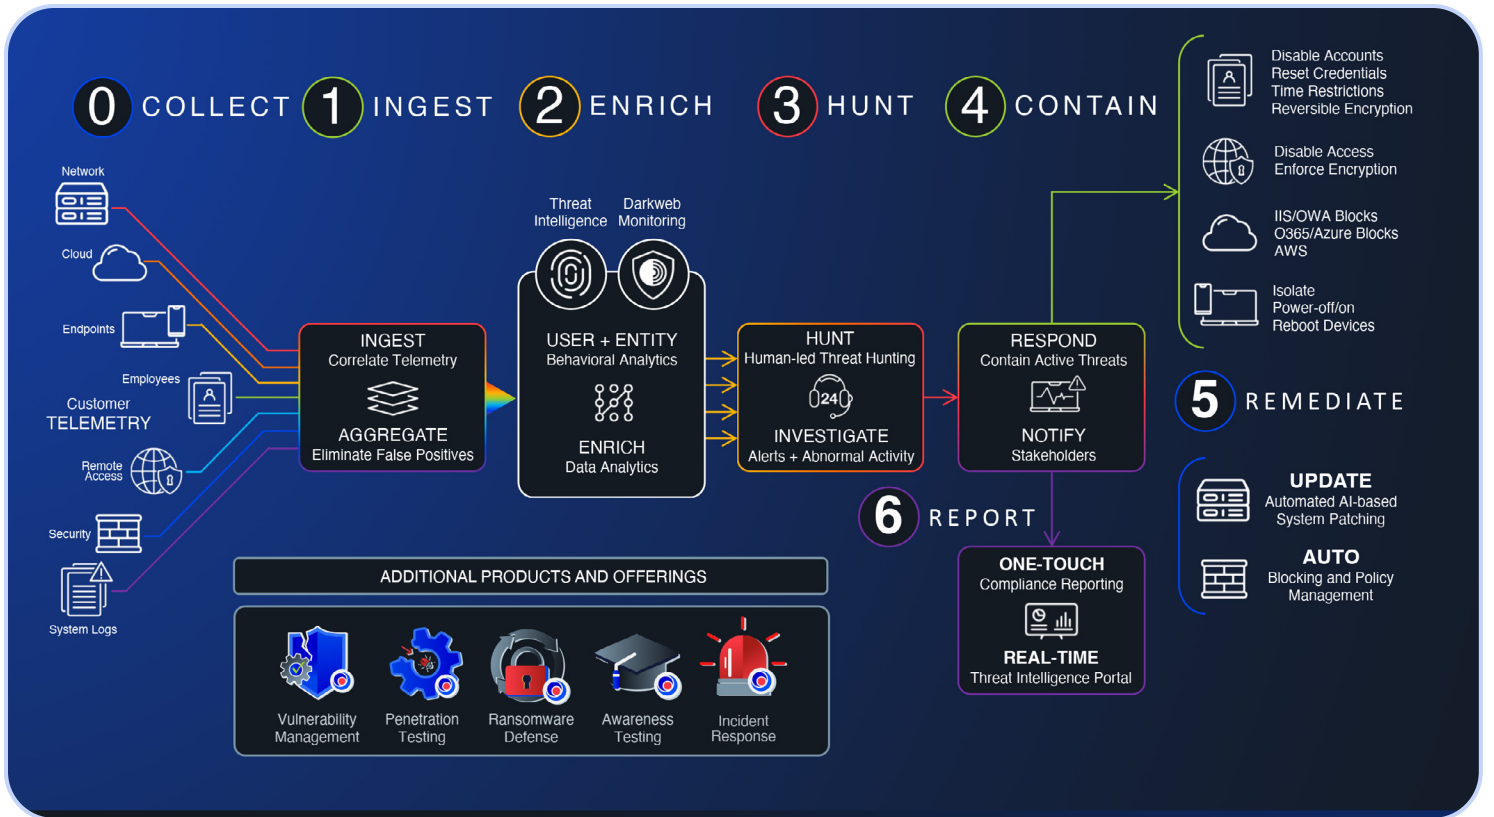 0 COLLECT
1 INGEST
2 ENRICH
3 HUNT
4 CONTAIN
Disable Accounts
Reset Credentials
Time Restrictions
Reversible Encryption
Disable Access
Enforce Encryption
IIS/OWA Blocks
O365/Azure Blocks
AWS
Isolate
Power-off/on
Reboot Devices
Network
Cloud
Endpoints
Employees
Customer
TELEMETRY
Remote
Access
Security
System Logs
INGEST
Correlate Telemetry
AGGREGATE
Eliminate False Positives
Threat
Intelligence
Darkweb
Monitoring
USER + ENTITY
Behavioral Analytics
ENRICH
Data Analytics
HUNT
Human-led Threat Hunting
24
INVESTIGATE
Alerts + Abnormal Activity
RESPOND
Contain Active Threats
NOTIFY
Stakeholders
5 REMEDIATE
UPDATE
Automated AI-based
System Patching
AUTO
Blocking and Policy
Management
6 REPORT
ONE-TOUCH
Compliance Reporting
REAL-TIME
Threat Intelligence Portal
ADDITIONAL PRODUCTS AND OFFERINGS
Vulnerability
Management
Penetration
Testing
Ransomware
Defense
Awareness
Testing
Incident
Response